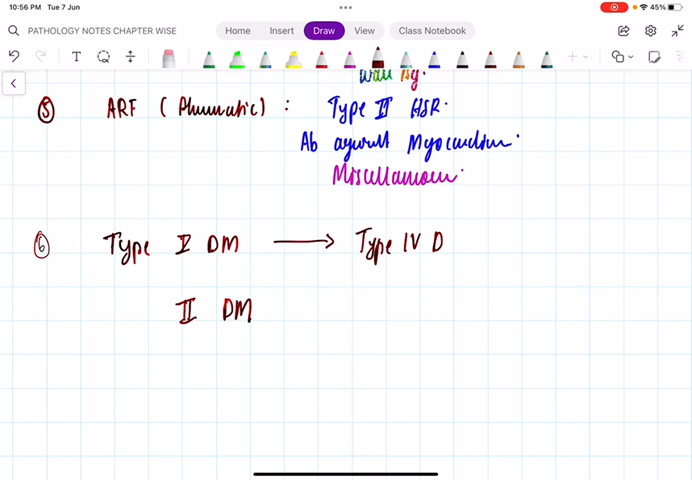 10:56 PM Tue 7 Jun
45%
PATHOLOGY NOTES CHAPTER WISE
Home Insert Draw View Class Notebook
by.
⑤ ARF (Rheumatic) : Type II HSR.
Ab against Myocardium.
Miscellaneous.
⑥ Type I DM → Type IV D
II DM